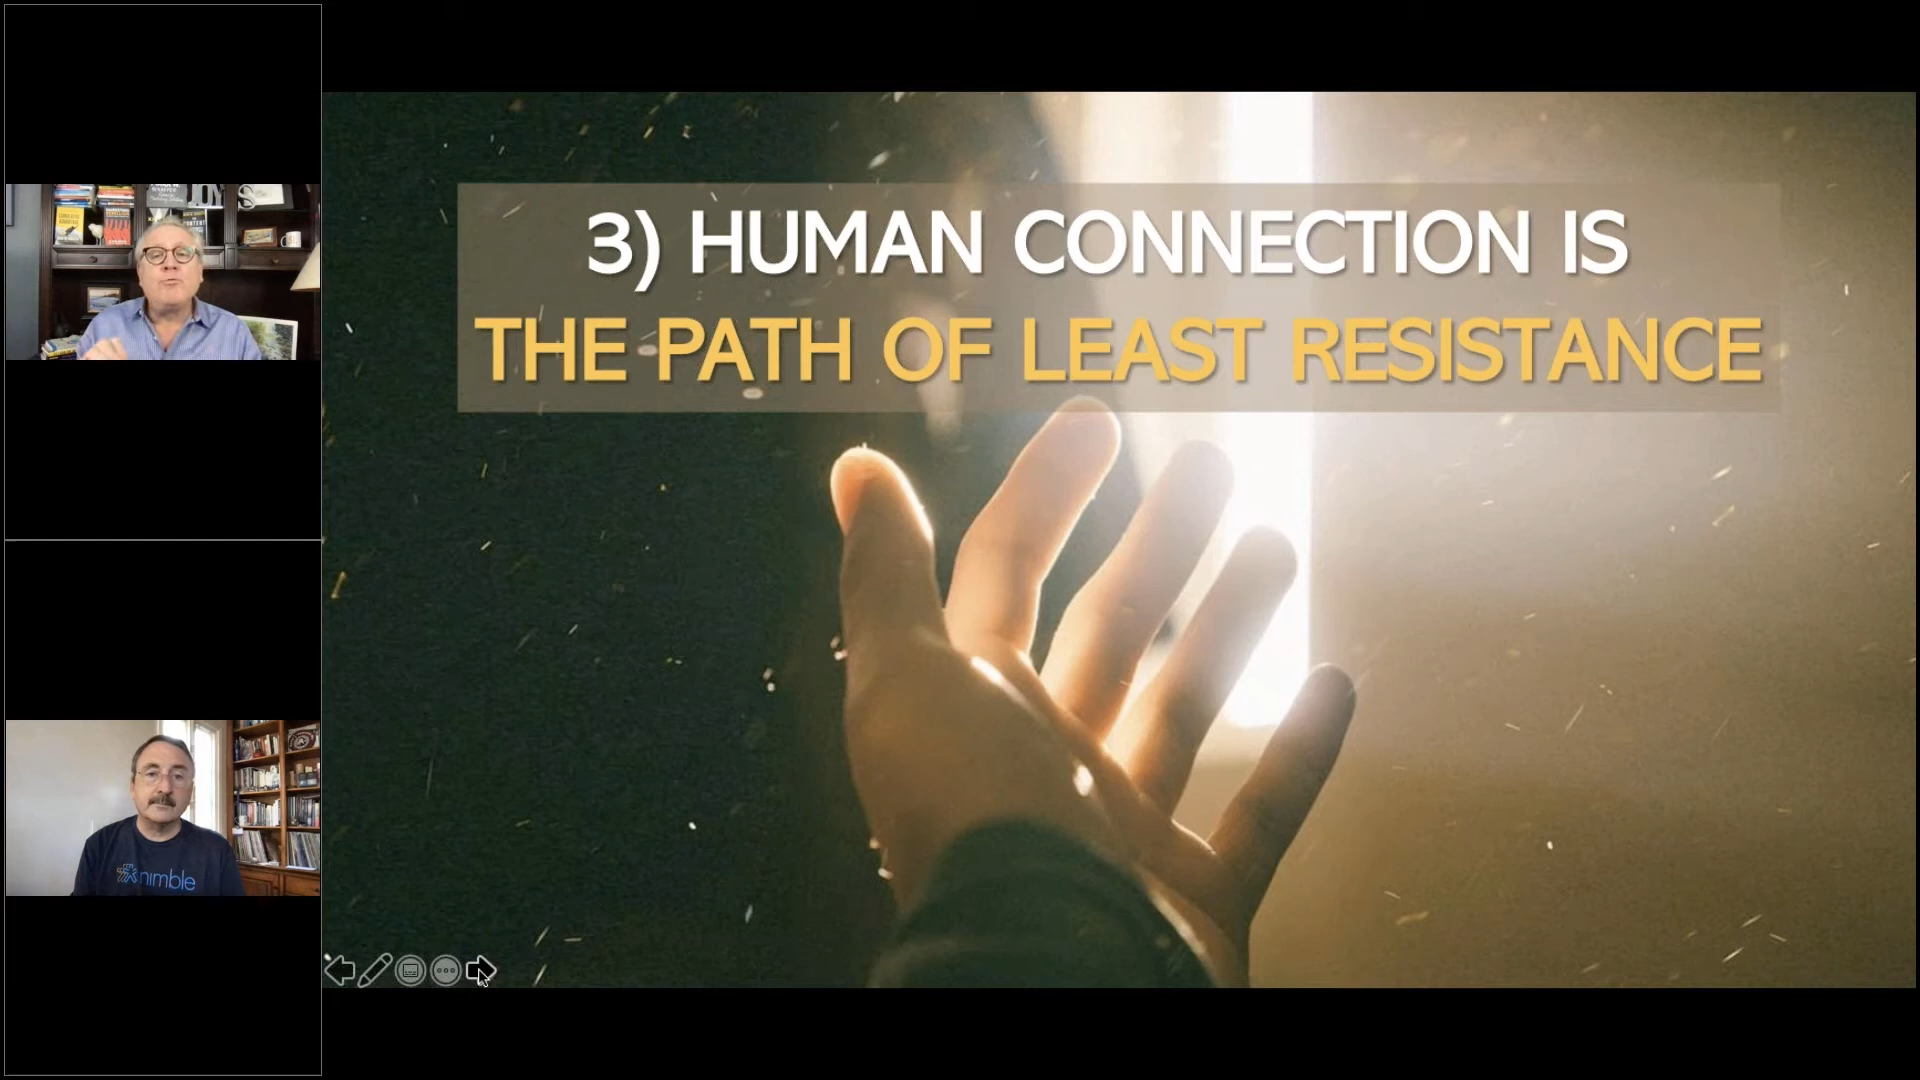 3) HUMAN CONNECTION IS
THE PATH OF LEAST RESISTANCE
nimble